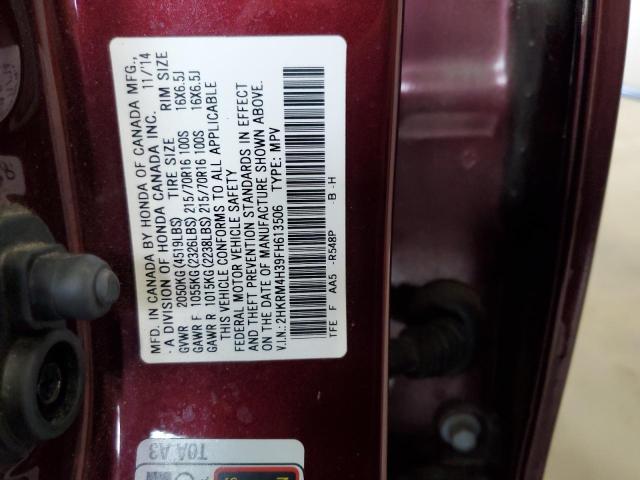 MFD. IN CANADA BY HONDA OF CANADA MFG.,
- A DIVISION OF HONDA CANADA INC. 11/14
GVWR 2050KG(4519LBS) TIRE SIZE RIM SIZE
GAWR F 1055KG(2326LBS) 215/70R16 100S 16X6.5J
GAWR R 1015KG(2238LBS) 215/70R16 100S 16X6.5J
THIS VEHICLE CONFORMS TO ALL APPLICABLE
FEDERAL MOTOR VEHICLE SAFETY
AND THEFT PREVENTION STANDARDS IN EFFECT
ON THE DATE OF MANUFACTURE SHOWN ABOVE.
V.I.N: 2HKRM4H39FH613506 TYPE: MPV
TFE F AA5 -R548P -B -H
T0A A3